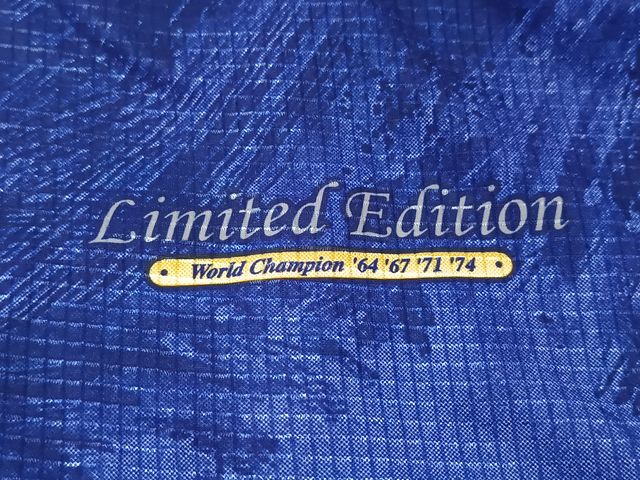 Limited Edition
• World Champion '64 '67 '71 '74 •